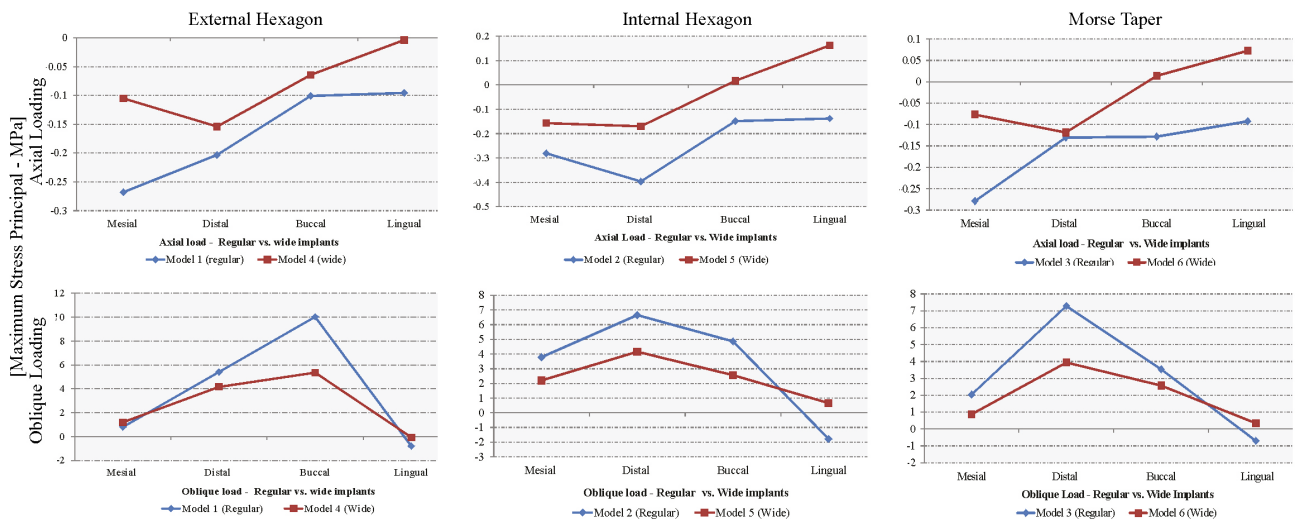 External Hexagon
Internal Hexagon
Morse Taper
[Maximum Stress Principal - MPa]
Axial Loading
Oblique Loading
0
-0.05
-0.1
-0.15
-0.2
-0.25
-0.3
Mesial Distal Buccal Lingual
Axial load - Regular vs. wide implants
Model 1 (regular) Model 4 (wide)
0.2
0.1
0
-0.1
-0.2
-0.3
-0.4
-0.5
Mesial Distal Buccal Lingual
Axial Load - Regular vs. Wide implants
Model 2 (Regular) Model 5 (Wide)
0.1
0.05
0
-0.05
-0.1
-0.15
-0.2
-0.25
-0.3
Mesial Distal Buccal Lingual
Axial load - Regular vs. Wide implants
Model 3 (Regular) Model 6 (Wide)
12
10
8
6
4
2
0
-2
Mesial Distal Buccal Lingual
Oblique load - Regular vs. wide implants
Model 1 (Regular) Model 4 (Wide)
8
7
6
5
4
3
2
1
0
-1
-2
-3
Mesial Distal Buccal Lingual
Oblique load - Regular vs. Wide implants
Model 2 (Regular) Model 5 (Wide)
8
7
6
5
4
3
2
1
0
-1
-2
Mesial Distal Buccal Lingual
Oblique Load - Regular vs. Wide Implants
Model 3 (Regular) Model 6 (Wide)